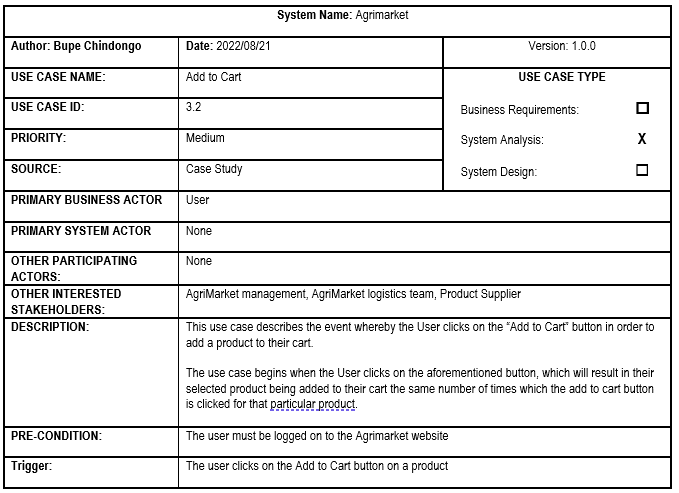 System Name: Agrimarket
Author: Bupe Chindongo
Date: 2022/08/21
Version: 1.0.0
USE CASE NAME:
Add to Cart
USE CASE TYPE
USE CASE ID:
3.2
Business Requirements: ☐
PRIORITY:
Medium
System Analysis: X
SOURCE:
Case Study
System Design: ☐
PRIMARY BUSINESS ACTOR
User
PRIMARY SYSTEM ACTOR
None
OTHER PARTICIPATING
ACTORS:
None
OTHER INTERESTED
STAKEHOLDERS:
AgriMarket management, AgriMarket logistics team, Product Supplier
DESCRIPTION:
This use case describes the event whereby the User clicks on the “Add to Cart” button in order to
add a product to their cart.
The use case begins when the User clicks on the aforementioned button, which will result in their
selected product being added to their cart the same number of times which the add to cart button
is clicked for that particular product.
PRE-CONDITION:
The user must be logged on to the Agrimarket website
Trigger:
The user clicks on the Add to Cart button on a product